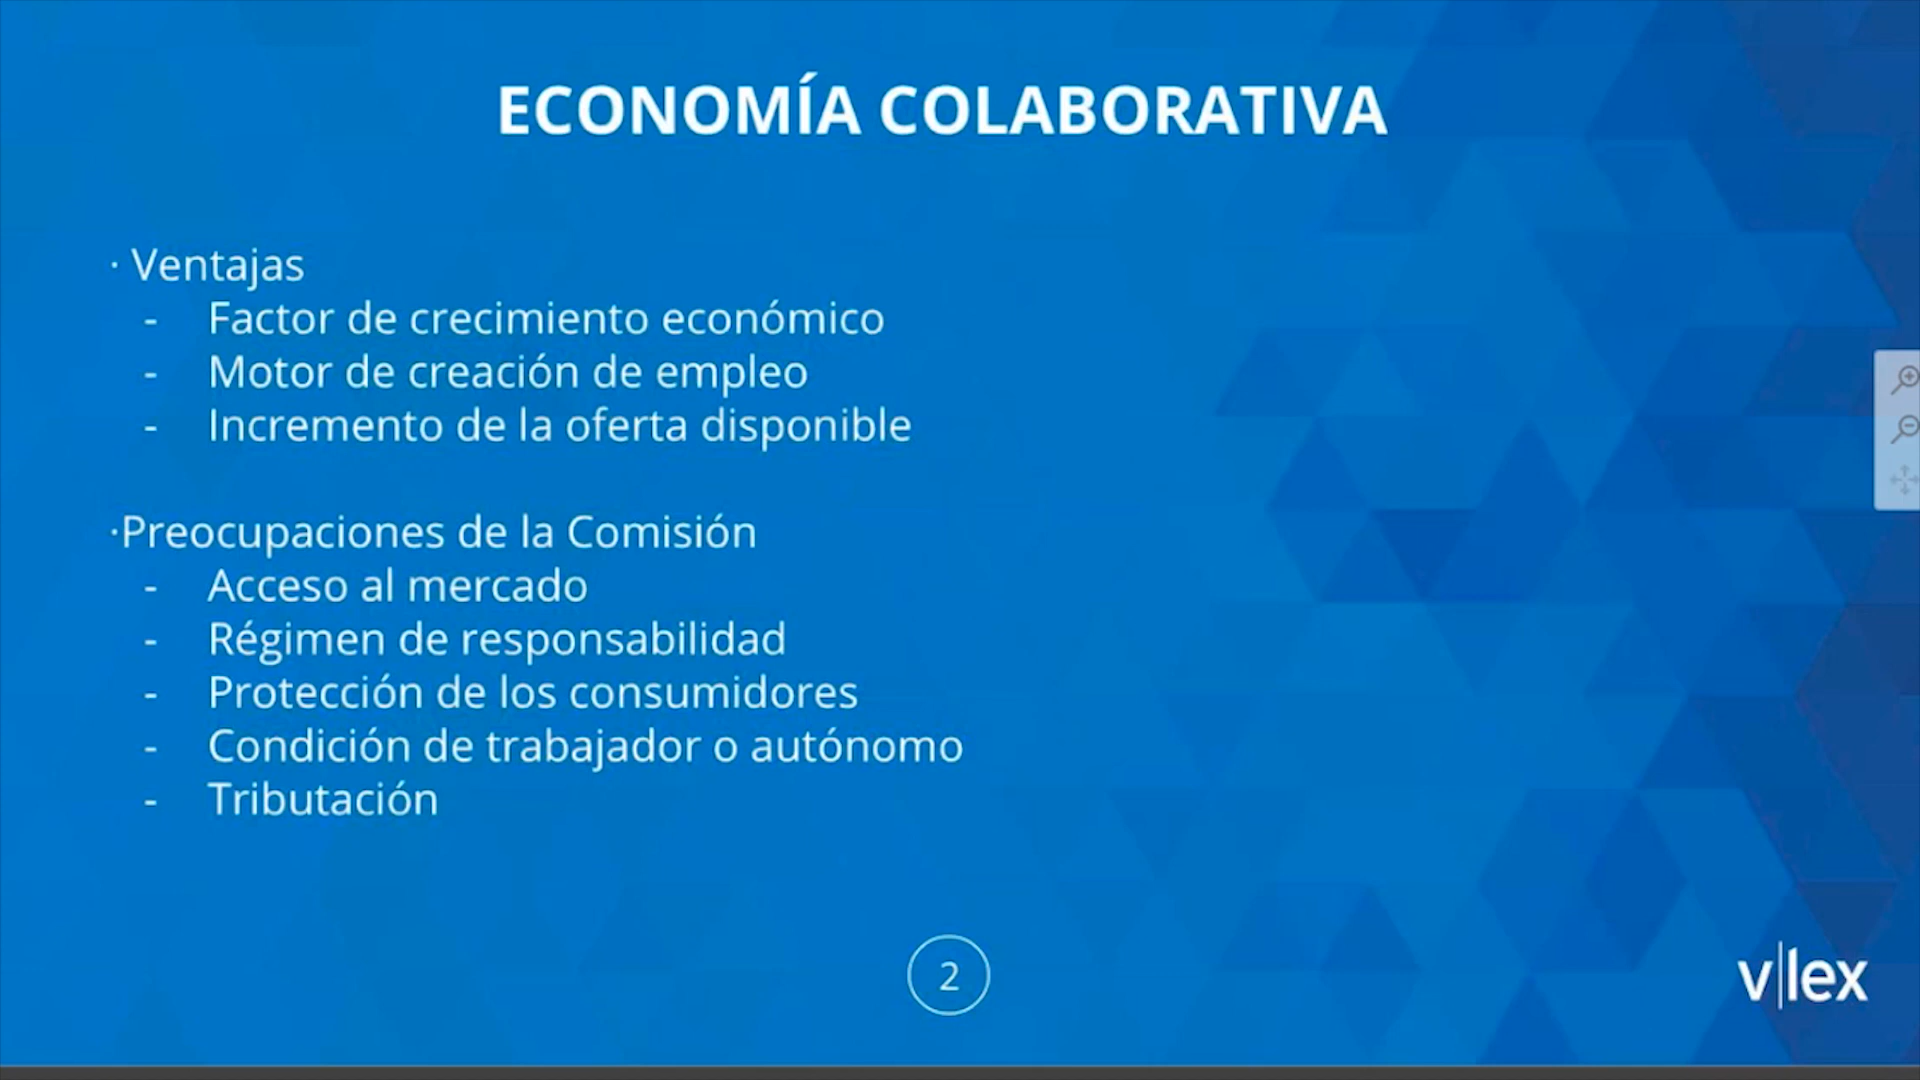 ECONOMÍA COLABORATIVA
· Ventajas
- Factor de crecimiento económico
- Motor de creación de empleo
- Incremento de la oferta disponible
·Preocupaciones de la Comisión
- Acceso al mercado
- Régimen de responsabilidad
- Protección de los consumidores
- Condición de trabajador o autónomo
- Tributación
2
v|lex